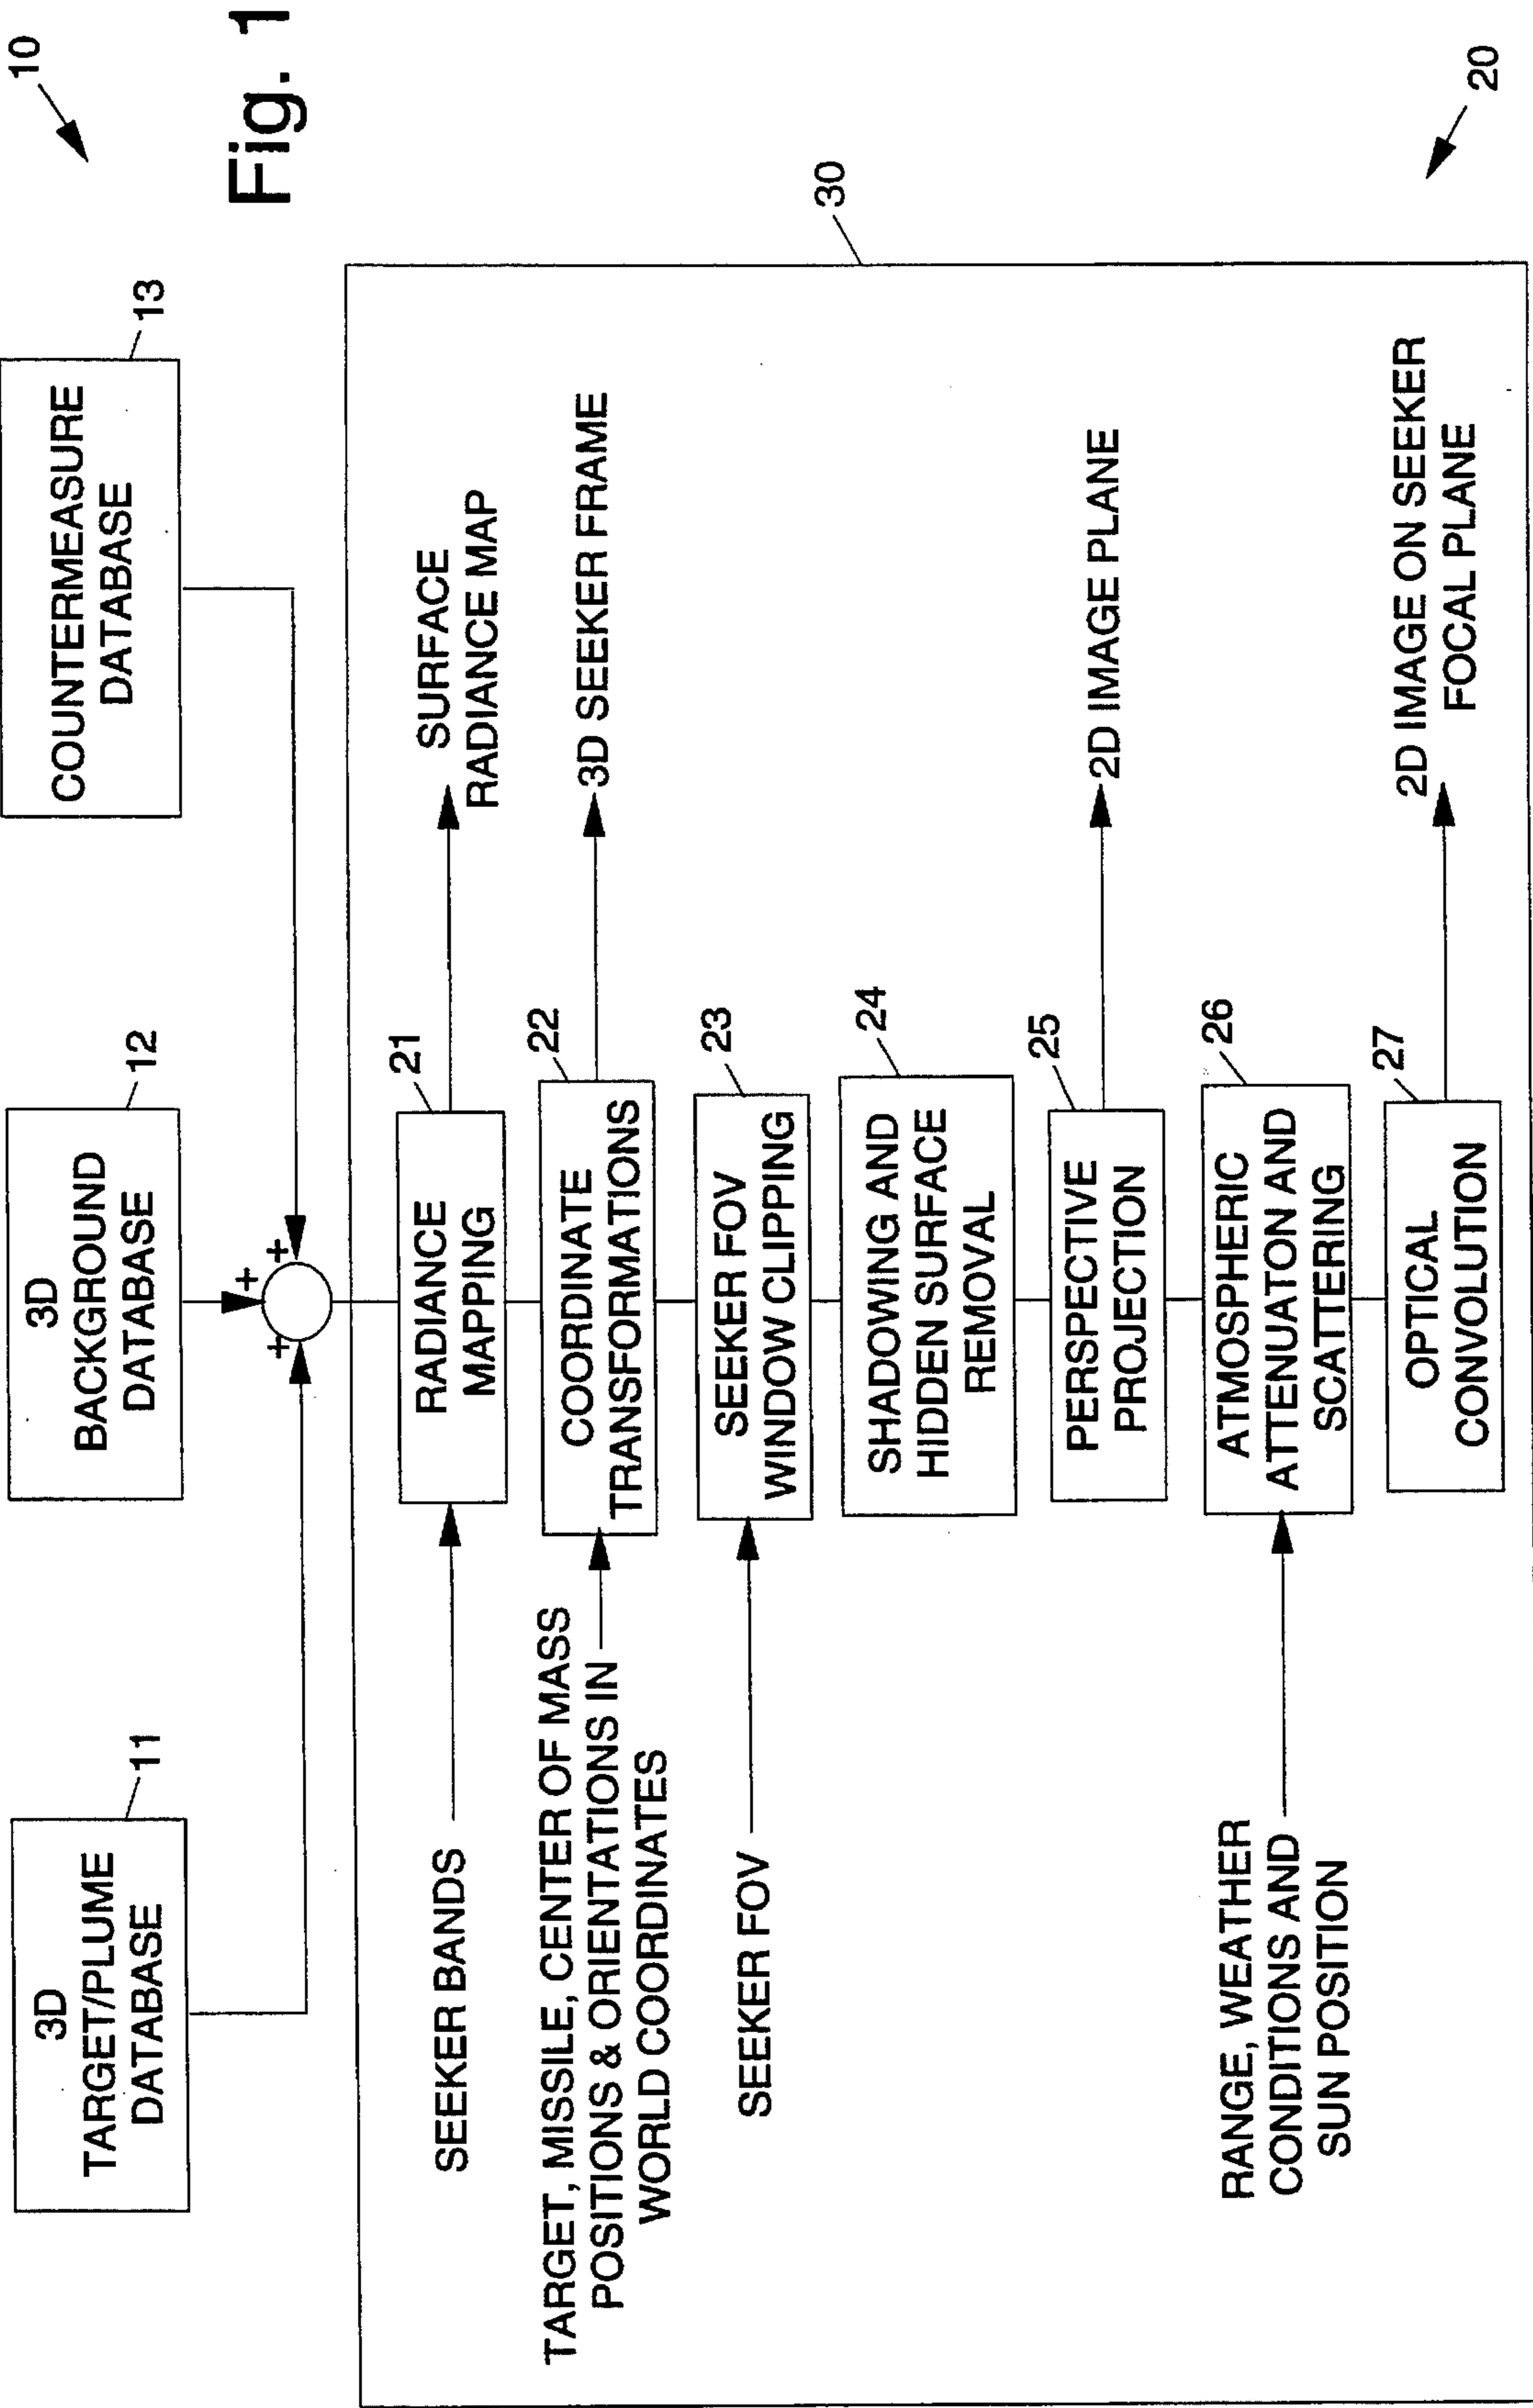 10
Fig. 1
3D
TARGET/PLUME
DATABASE
11
3D
BACKGROUND
DATABASE
12
COUNTERMEASURE
DATABASE
13
+
+
+
30
SEEKER BANDS
RADIANCE
MAPPING
21
SURFACE
RADIANCE MAP
TARGET, MISSILE, CENTER OF MASS
POSITIONS & ORIENTATIONS IN
WORLD COORDINATES
COORDINATE
TRANSFORMATIONS
22
3D SEEKER FRAME
SEEKER FOV
SEEKER FOV
WINDOW CLIPPING
23
SHADOWING AND
HIDDEN SURFACE
REMOVAL
24
PERSPECTIVE
PROJECTION
25
2D IMAGE PLANE
RANGE, WEATHER
CONDITIONS AND
SUN POSITION
ATMOSPHERIC
ATTENUATON AND
SCATTERING
26
OPTICAL
CONVOLUTION
27
2D IMAGE ON SEEKER
FOCAL PLANE
20